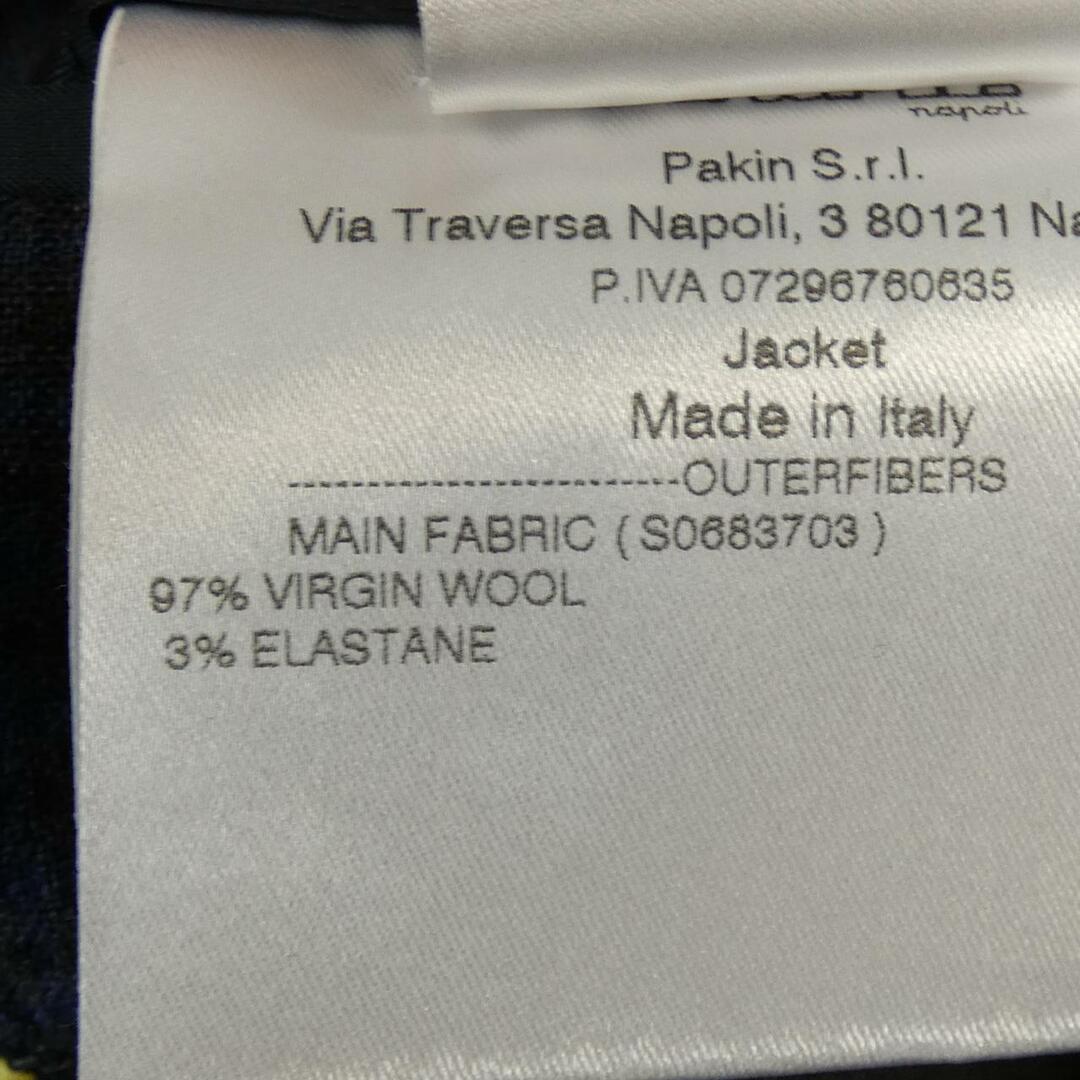 napoli
Pakin S.r.l.
Via Traversa Napoli, 3 80121
P.IVA 07296760635
Jacket
Made in Italy
-------------------------OUTERFIBERS
MAIN FABRIC ( S0683703 )
97% VIRGIN WOOL
3% ELASTANE